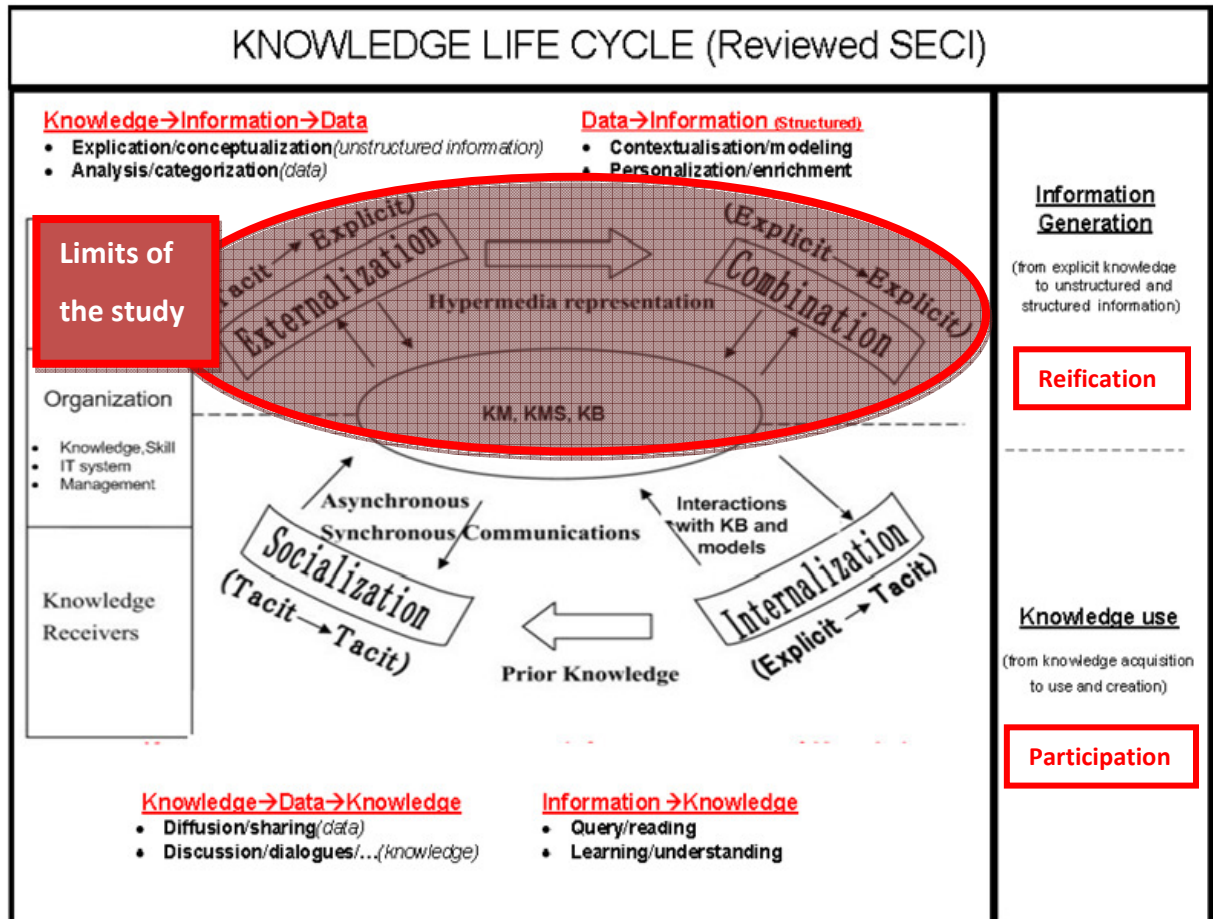 KNOWLEDGE LIFE CYCLE (Reviewed SECI)
Knowledge→Information→Data
• Explication/conceptualization(unstructured information)
• Analysis/categorization(data)
Data→Information (Structured)
• Contextualisation/modeling
• Personalization/enrichment
Limits of
the study
(Tacit → Explicit)
Externalization
(Explicit → Explicit)
Combination
Hypermedia representation
KM, KMS, KB
Organization
• Knowledge,Skill
• IT system
• Management
Asynchronous
Synchronous Communications
Interactions
with KB and
models
Socialization
(Tacit → Tacit)
Internalization
(Explicit → Tacit)
Knowledge
Receivers
Prior Knowledge
Knowledge→Data→Knowledge
• Diffusion/sharing(data)
• Discussion/dialogues/...(knowledge)
Information →Knowledge
• Query/reading
• Learning/understanding
Information
Generation
(from explicit knowledge
to unstructured and
structured information)
Reification
Knowledge use
(from knowledge acquisition
to use and creation)
Participation